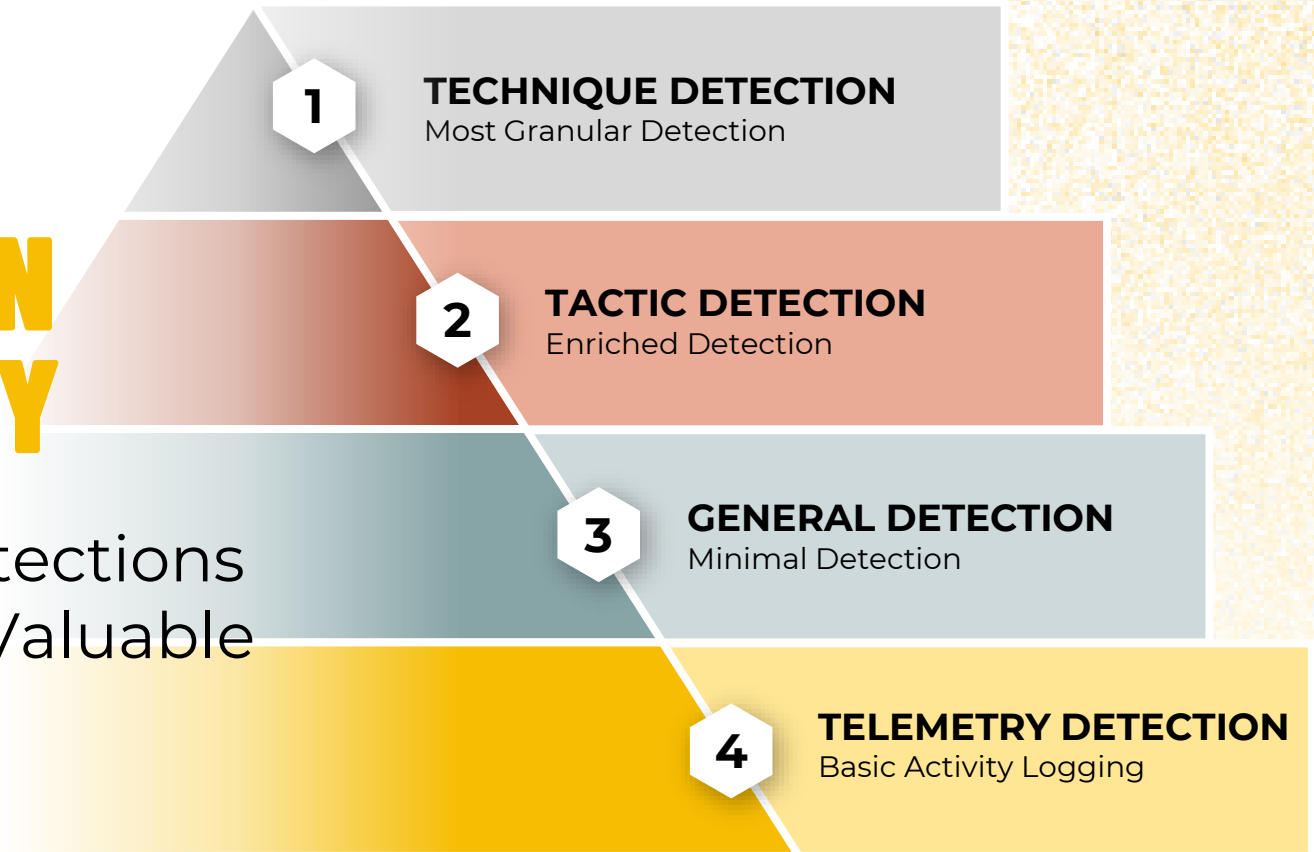 1
TECHNIQUE DETECTION
Most Granular Detection
2
TACTIC DETECTION
Enriched Detection
3
GENERAL DETECTION
Minimal Detection
Valuable
4
TELEMETRY DETECTION
Basic Activity Logging